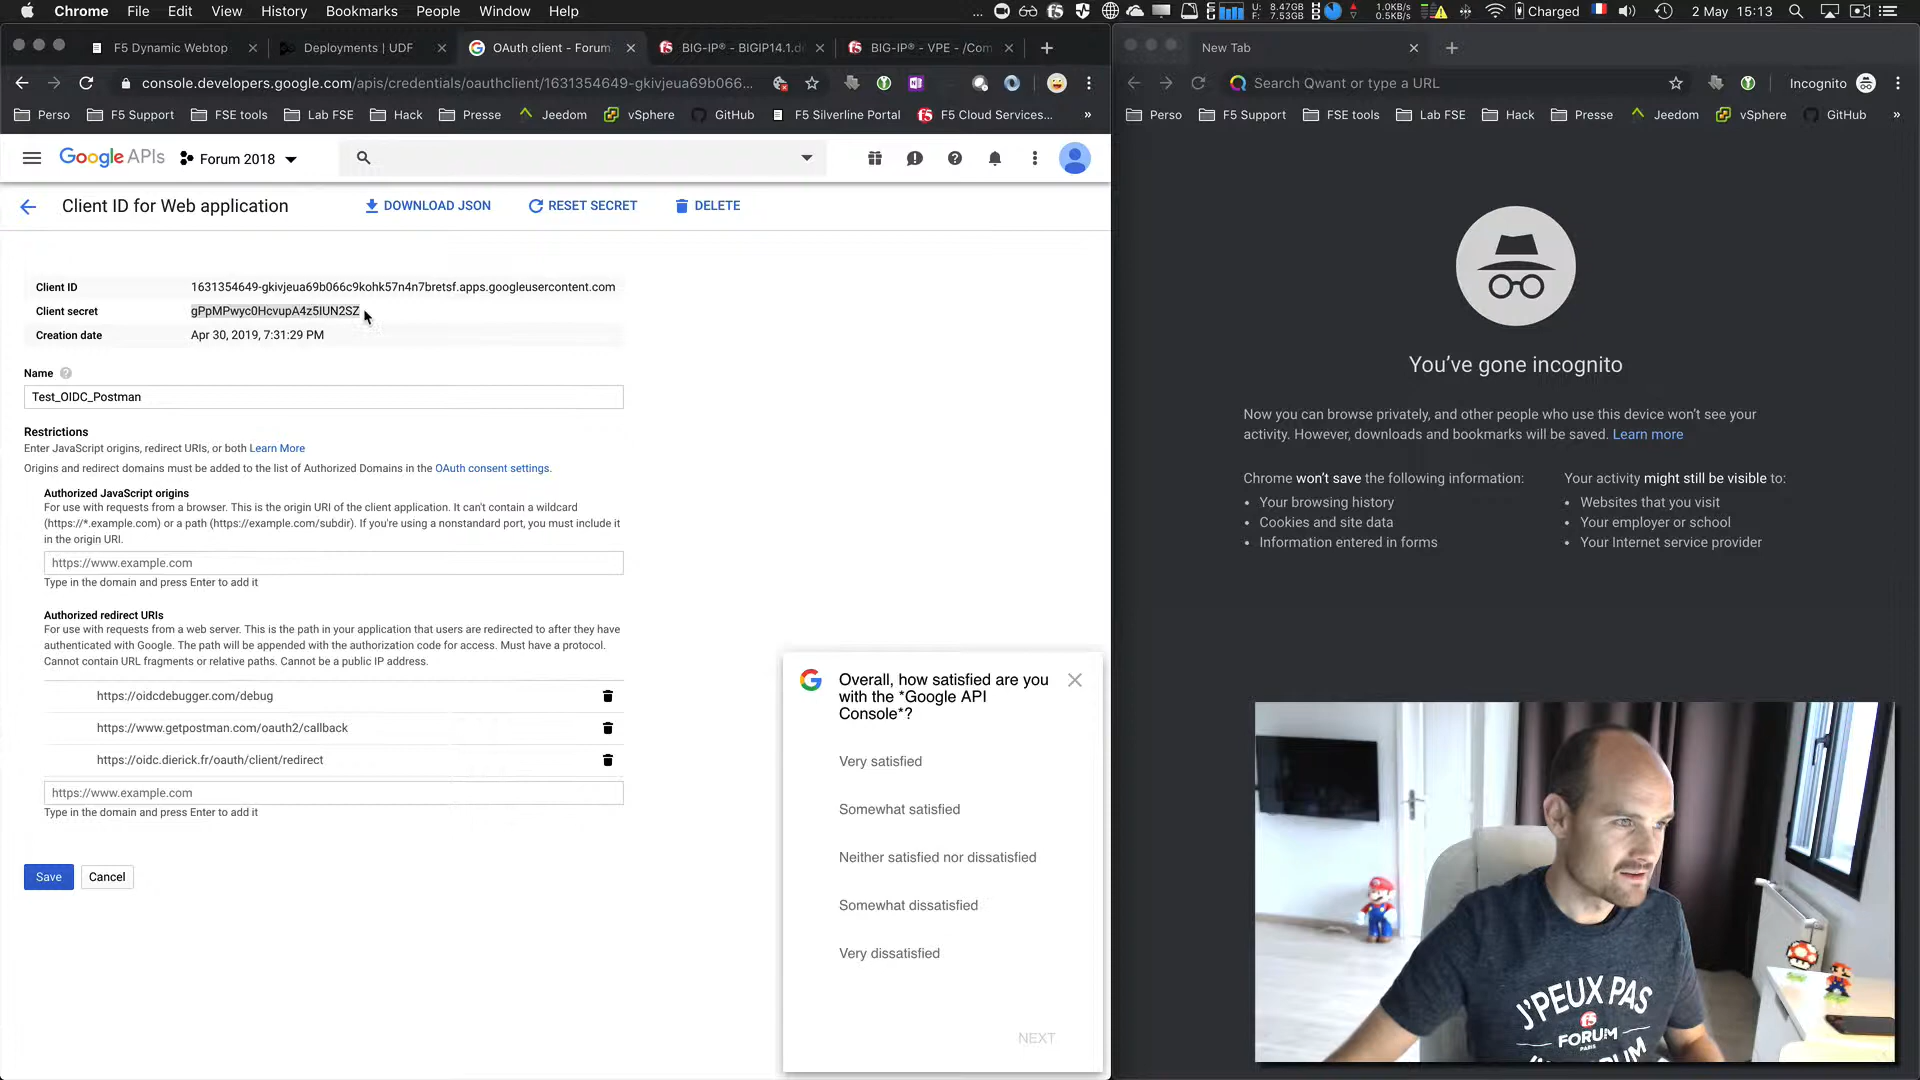 Chrome File Edit View History Bookmarks People Window Help
... U: 8.47GB F: 7.53GB 1.0KB/s 0.5KB/s Charged 2 May 15:13
F5 Dynamic Webtop
Deployments | UDF
OAuth client - Forum
BIG-IP® - BIGIP14.1.d
BIG-IP® - VPE - /Com
console.developers.google.com/apis/credentials/oauthclient/1631354649-gkivjeua69b066...
Perso F5 Support FSE tools Lab FSE Hack Presse Jeedom vSphere GitHub F5 Silverline Portal F5 Cloud Services... »
Google APIs Forum 2018
Client ID for Web application DOWNLOAD JSON RESET SECRET DELETE
Client ID 1631354649-gkivjeua69b066c9kohk57n4n7bretsf.apps.googleusercontent.com
Client secret gPpMPwyc0HcvupA4z5IUN2SZ
Creation date Apr 30, 2019, 7:31:29 PM
Name
Test_OIDC_Postman
Restrictions
Enter JavaScript origins, redirect URIs, or both Learn More
Origins and redirect domains must be added to the list of Authorized Domains in the OAuth consent settings.
Authorized JavaScript origins
For use with requests from a browser. This is the origin URI of the client application. It can't contain a wildcard
(https://*.example.com) or a path (https://example.com/subdir). If you're using a nonstandard port, you must include it
in the origin URI.
https://www.example.com
Type in the domain and press Enter to add it
Authorized redirect URIs
For use with requests from a web server. This is the path in your application that users are redirected to after they have
authenticated with Google. The path will be appended with the authorization code for access. Must have a protocol.
Cannot contain URL fragments or relative paths. Cannot be a public IP address.
https://oidcdebugger.com/debug
https://www.getpostman.com/oauth2/callback
https://oidc.dierick.fr/oauth/client/redirect
https://www.example.com
Type in the domain and press Enter to add it
Save Cancel
Overall, how satisfied are you
with the *Google API
Console*?
Very satisfied
Somewhat satisfied
Neither satisfied nor dissatisfied
Somewhat dissatisfied
Very dissatisfied
NEXT
New Tab
Search Qwant or type a URL
Incognito
Perso F5 Support FSE tools Lab FSE Hack Presse Jeedom vSphere GitHub »
You've gone incognito
Now you can browse privately, and other people who use this device won't see your
activity. However, downloads and bookmarks will be saved. Learn more
Chrome won't save the following information:
• Your browsing history
• Cookies and site data
• Information entered in forms
Your activity might still be visible to:
• Websites that you visit
• Your employer or school
• Your Internet service provider
J'PEUX PAS
f5
FORUM
PARIS